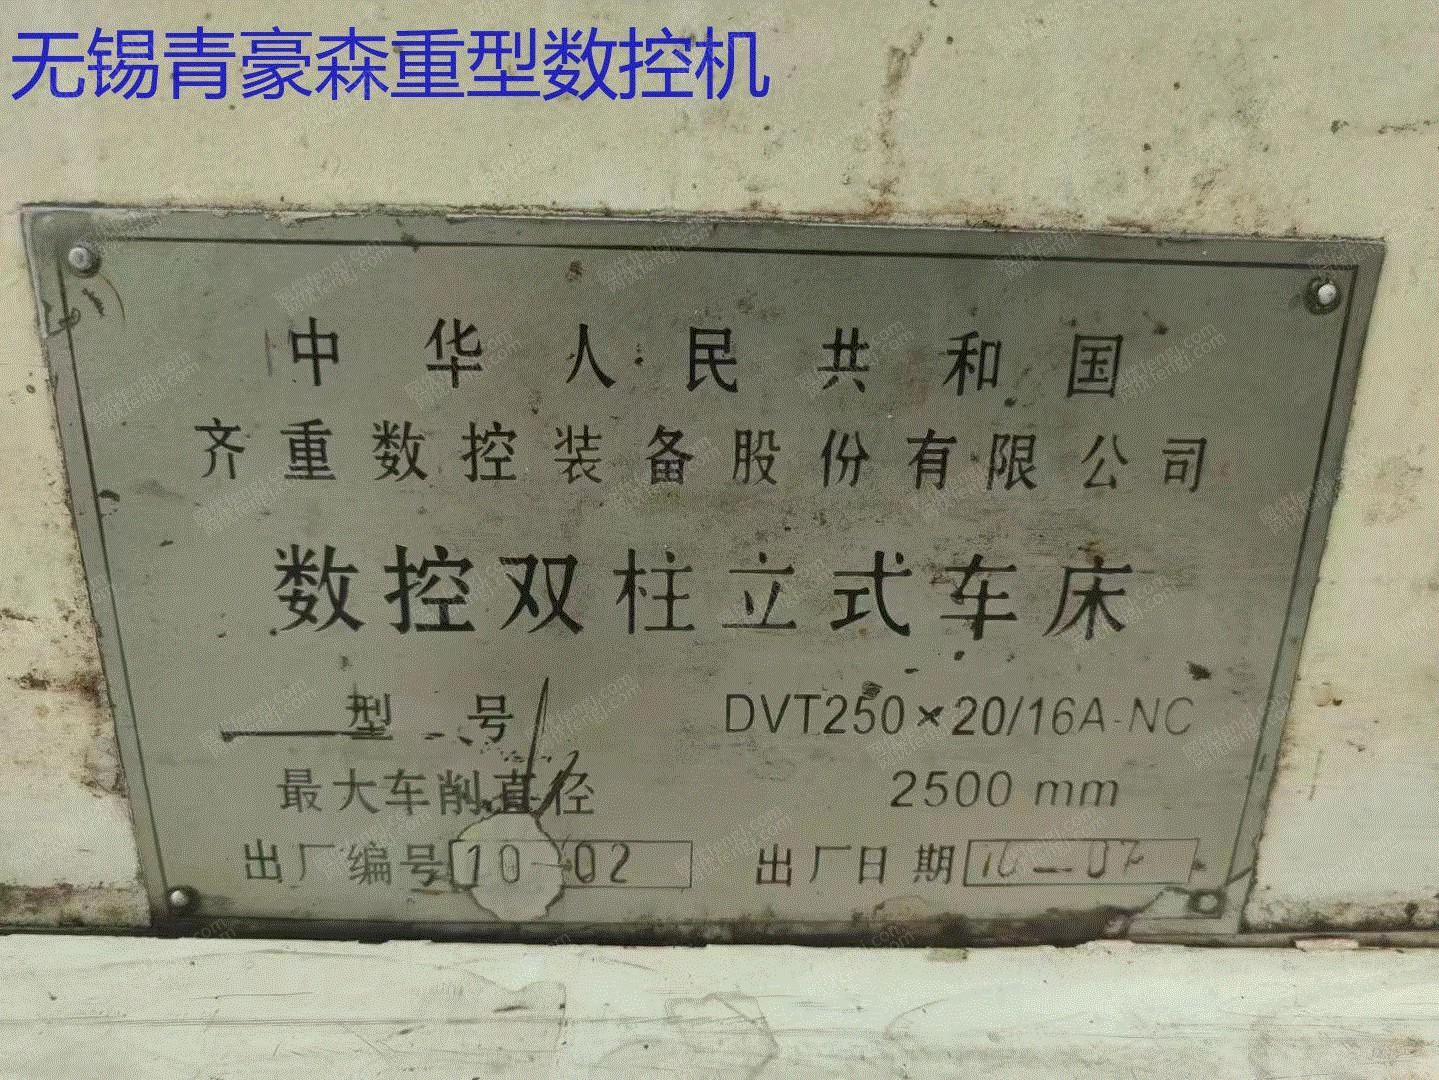 无锡青豪森重型数控机
中华人民共和国
齐重数控装备股份有限公司
数控双柱立式车床
型号 DVT250×20/16A-NC
最大车削直径 2500 mm
出厂编号 10-02 出厂日期 10-07